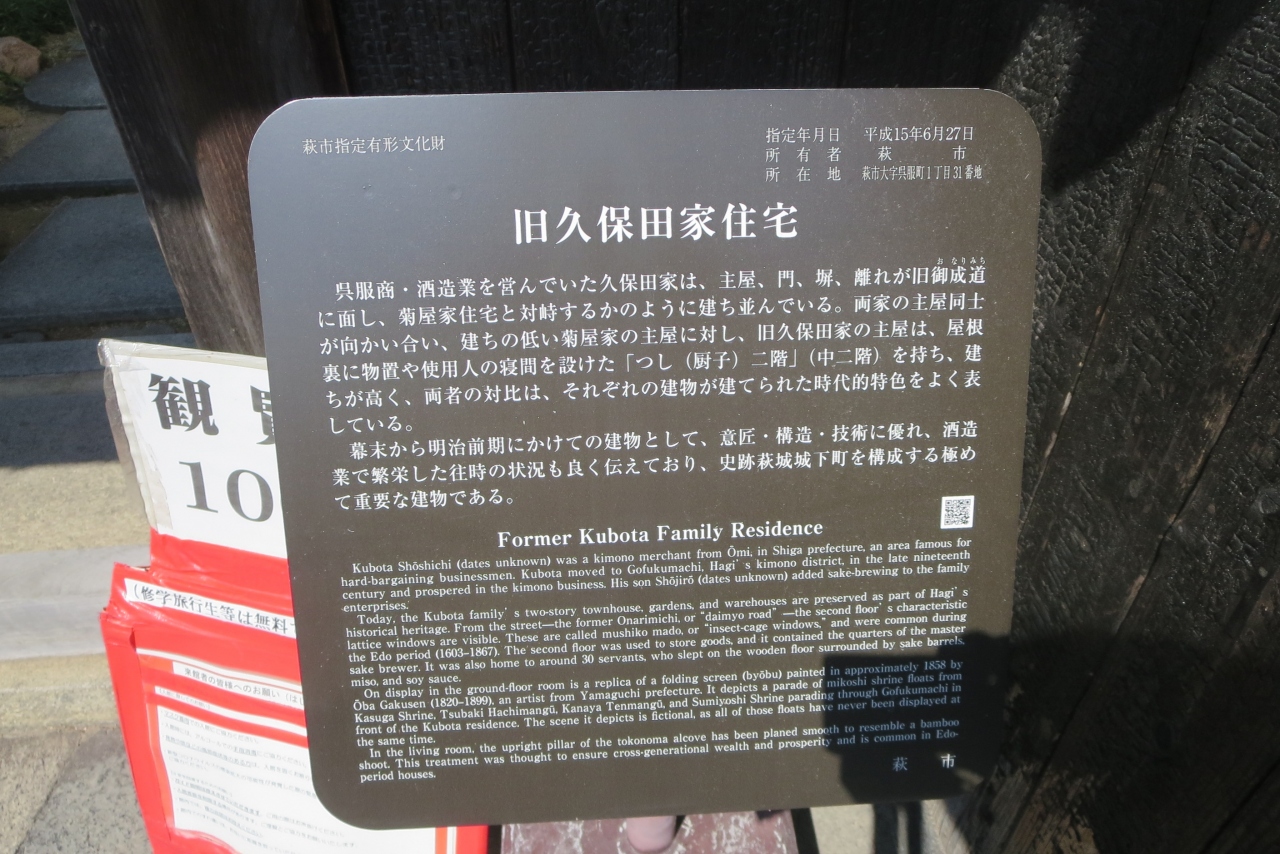 萩市指定有形文化財
指定年月日 平成15年6月27日
所有者 萩市
所在地 萩市大字呉服町1丁目31番地
旧久保田家住宅
呉服商・酒造業を営んでいた久保田家は、主屋、門、塀、離れが旧御成道
おなりみち
に面し、菊屋家住宅と対峙するかのように建ち並んでいる。両家の主屋同士
が向かい合い、建ちの低い菊屋家の主屋に対し、旧久保田家の主屋は、屋根
裏に物置や使用人の寝間を設けた「つし（厨子）二階」（中二階）を持ち、建
ちが高く、両者の対比は、それぞれの建物が建てられた時代的特色をよく表
している。
幕末から明治前期にかけての建物として、意匠・構造・技術に優れ、酒造
業で繁栄した往時の状況も良く伝えており、史跡萩城城下町を構成する極め
て重要な建物である。
Former Kubota Family Residence
Kubota Shōshichi (dates unknown) was a kimono merchant from Ōmi, in Shiga prefecture, an area famous for
hard-bargaining businessmen. Kubota moved to Gofukumachi, Hagi’s kimono district, in the late nineteenth
century and prospered in the kimono business. His son Shōjirō (dates unknown) added sake-brewing to the family
enterprises.
Today, the Kubota family’s two-story townhouse, gardens, and warehouses are preserved as part of Hagi’s
historical heritage. From the street—the former Onarimichi, or “daimyo road”—the second floor’s characteristic
lattice windows are visible. These are called mushiko mado, or “insect-cage windows,” and were common during
the Edo period (1603–1867). The second floor was used to store goods, and it contained the quarters of the master
sake brewer. It was also home to around 30 servants, who slept on the wooden floor surrounded by sake barrels,
miso, and soy sauce.
On display in the ground-floor room is a replica of a folding screen (byōbu) painted in approximately 1858 by
Ōba Gakusen (1820–1899), an artist from Yamaguchi prefecture. It depicts a parade of mikoshi shrine floats from
Kasuga Shrine, Tsubaki Hachimangū, Kanaya Tenmangū, and Sumiyoshi Shrine parading through Gofukumachi in
front of the Kubota residence. The scene it depicts is fictional, as all of those floats have never been displayed at
the same time.
In the living room, the upright pillar of the tokonoma alcove has been planed smooth to resemble a bamboo
shoot. This treatment was thought to ensure cross-generational wealth and prosperity and is common in Edo-
period houses.
萩市
観
10
(修学旅行生等は無料
来館者の皆様へのお願い